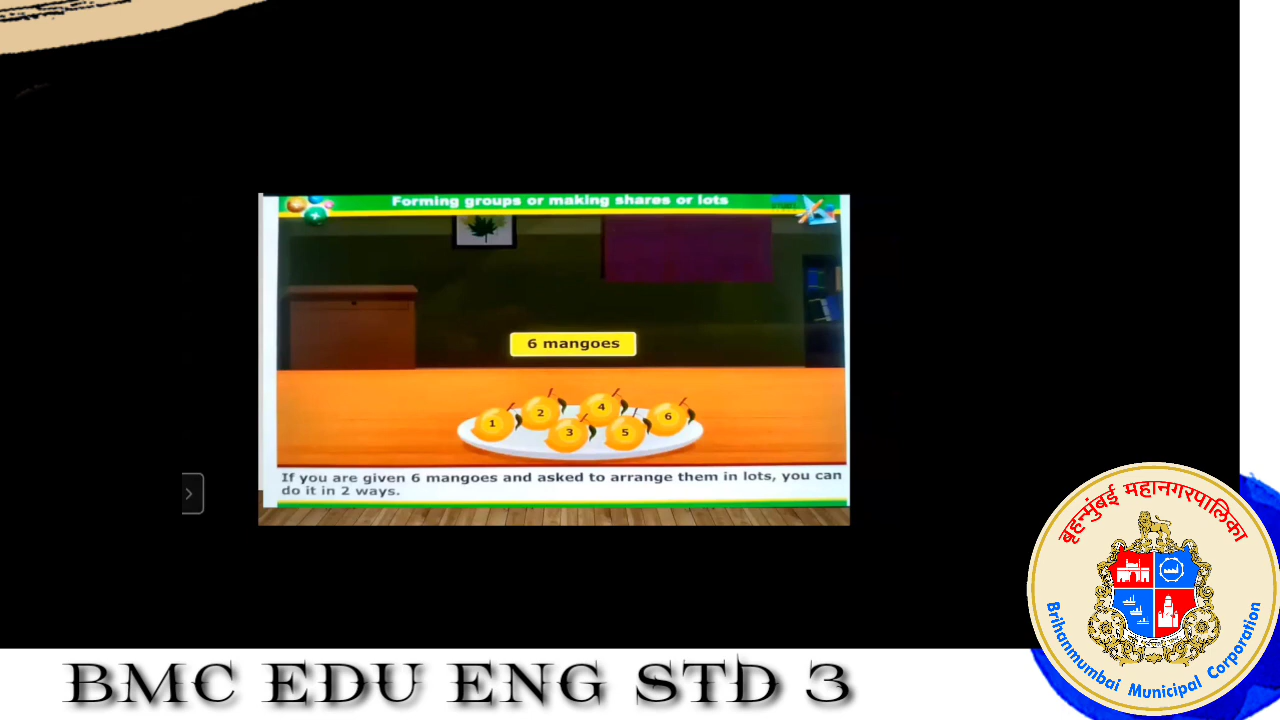 Forming groups or making shares or lots
6 mangoes
1 2 3 4 5 6
If you are given 6 mangoes and asked to arrange them in lots, you can
do it in 2 ways.
बृहन्मुंबई महानगरपालिका
Brihanmumbai Municipal Corporation
BMC EDU ENG STD 3